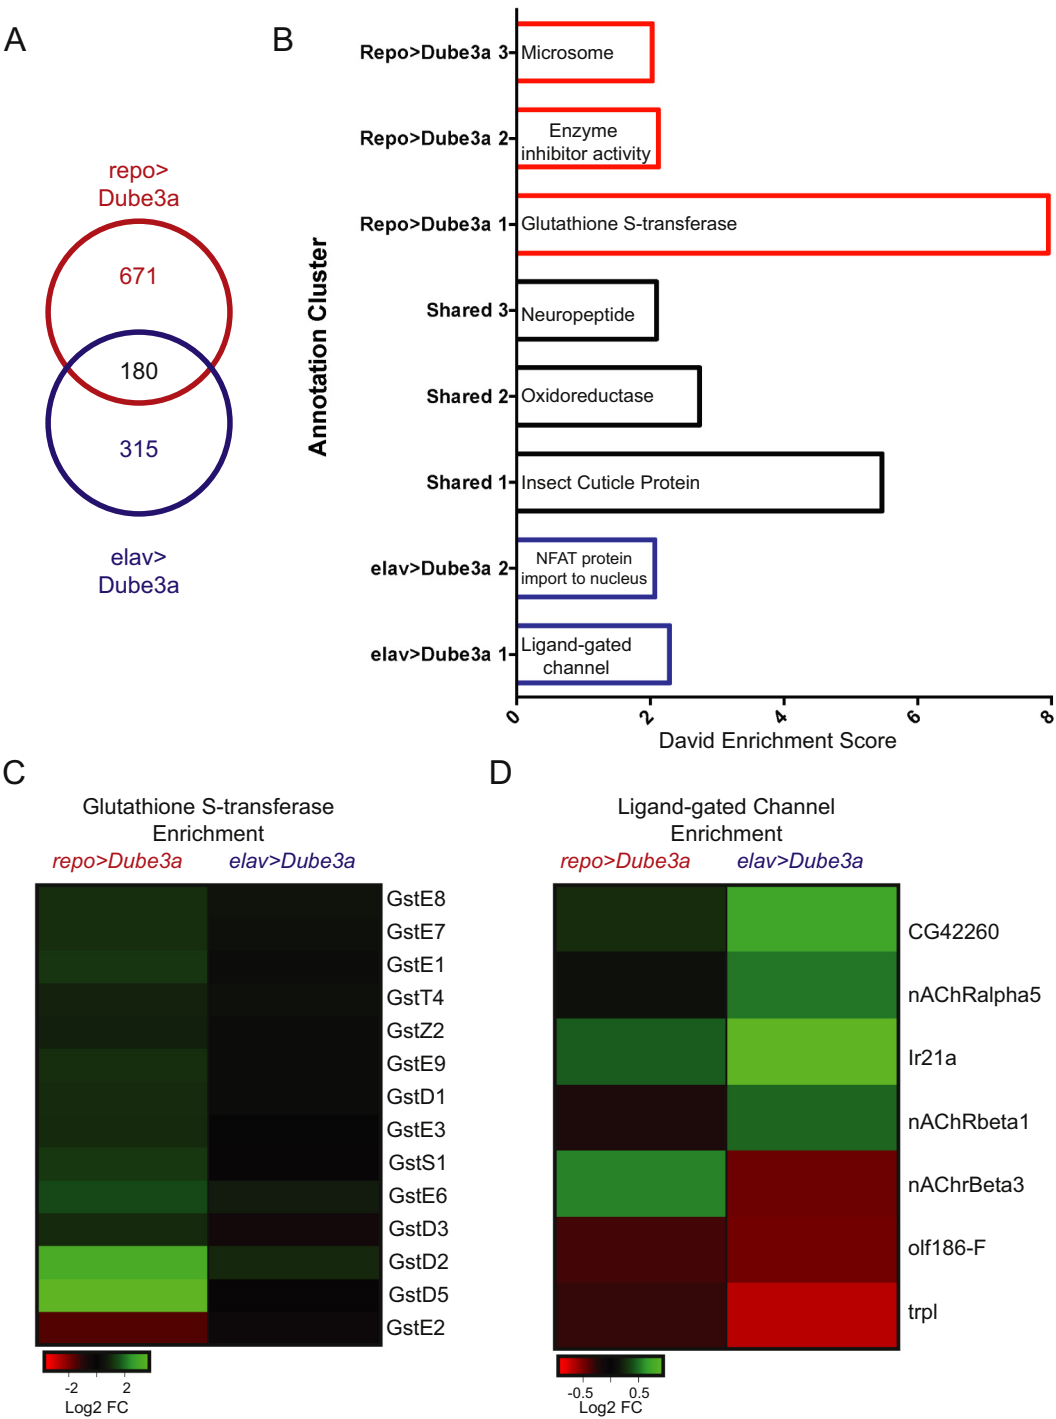 A
repo>
Dube3a
671
180
315
elav>
Dube3a
B
Annotation Cluster
Repo>Dube3a 3
Microsome
Repo>Dube3a 2
Enzyme
inhibitor activity
Repo>Dube3a 1
Glutathione S-transferase
Shared 3
Neuropeptide
Shared 2
Oxidoreductase
Shared 1
Insect Cuticle Protein
elav>Dube3a 2
NFAT protein
import to nucleus
elav>Dube3a 1
Ligand-gated
channel
0 2 4 6 8
David Enrichment Score
C
Glutathione S-transferase
Enrichment
repo>Dube3a elav>Dube3a
GstE8
GstE7
GstE1
GstT4
GstZ2
GstE9
GstD1
GstE3
GstS1
GstE6
GstD3
GstD2
GstD5
GstE2
-2 2
Log2 FC
D
Ligand-gated Channel
Enrichment
repo>Dube3a elav>Dube3a
CG42260
nAChRalpha5
Ir21a
nAChRbeta1
nAChrBeta3
olf186-F
trpl
-0.5 0.5
Log2 FC